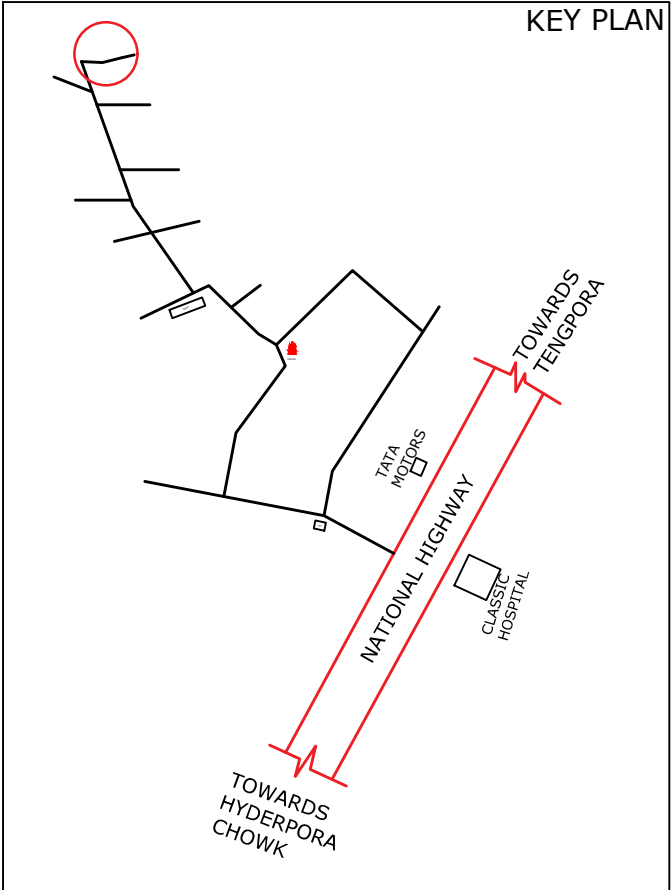 KEY PLAN
TOWARDS
TENGPORA
TATA
MOTORS
NATIONAL HIGHWAY
CLASSIC
HOSPITAL
TOWARDS
HYDERPORA
CHOWK